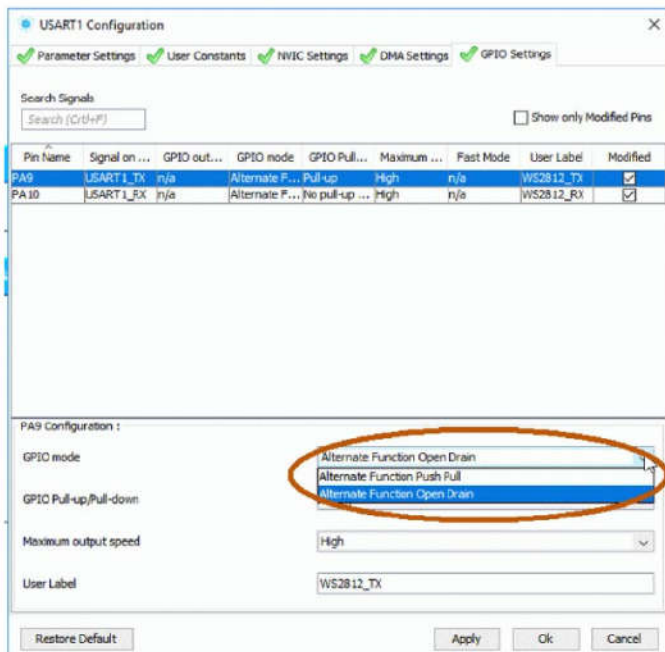 USART1 Configuration
Parameter Settings User Constants NVIC Settings DMA Settings GPIO Settings
Search Signals
Search (Crtl+F) Show only Modified Pins
Pin Name Signal on ... GPIO out... GPIO mode GPIO Pull... Maximum ... Fast Mode User Label Modified
PA9 USART1_TX n/a Alternate F... Pull-up High n/a WS2812_TX
PA10 USART1_RX n/a Alternate F... No pull-up ... High n/a WS2812_RX
PA9 Configuration :
GPIO mode Alternate Function Open Drain
Alternate Function Push Pull
GPIO Pull-up/Pull-down Alternate Function Open Drain
Maximum output speed High
User Label WS2812_TX
Restore Default Apply Ok Cancel